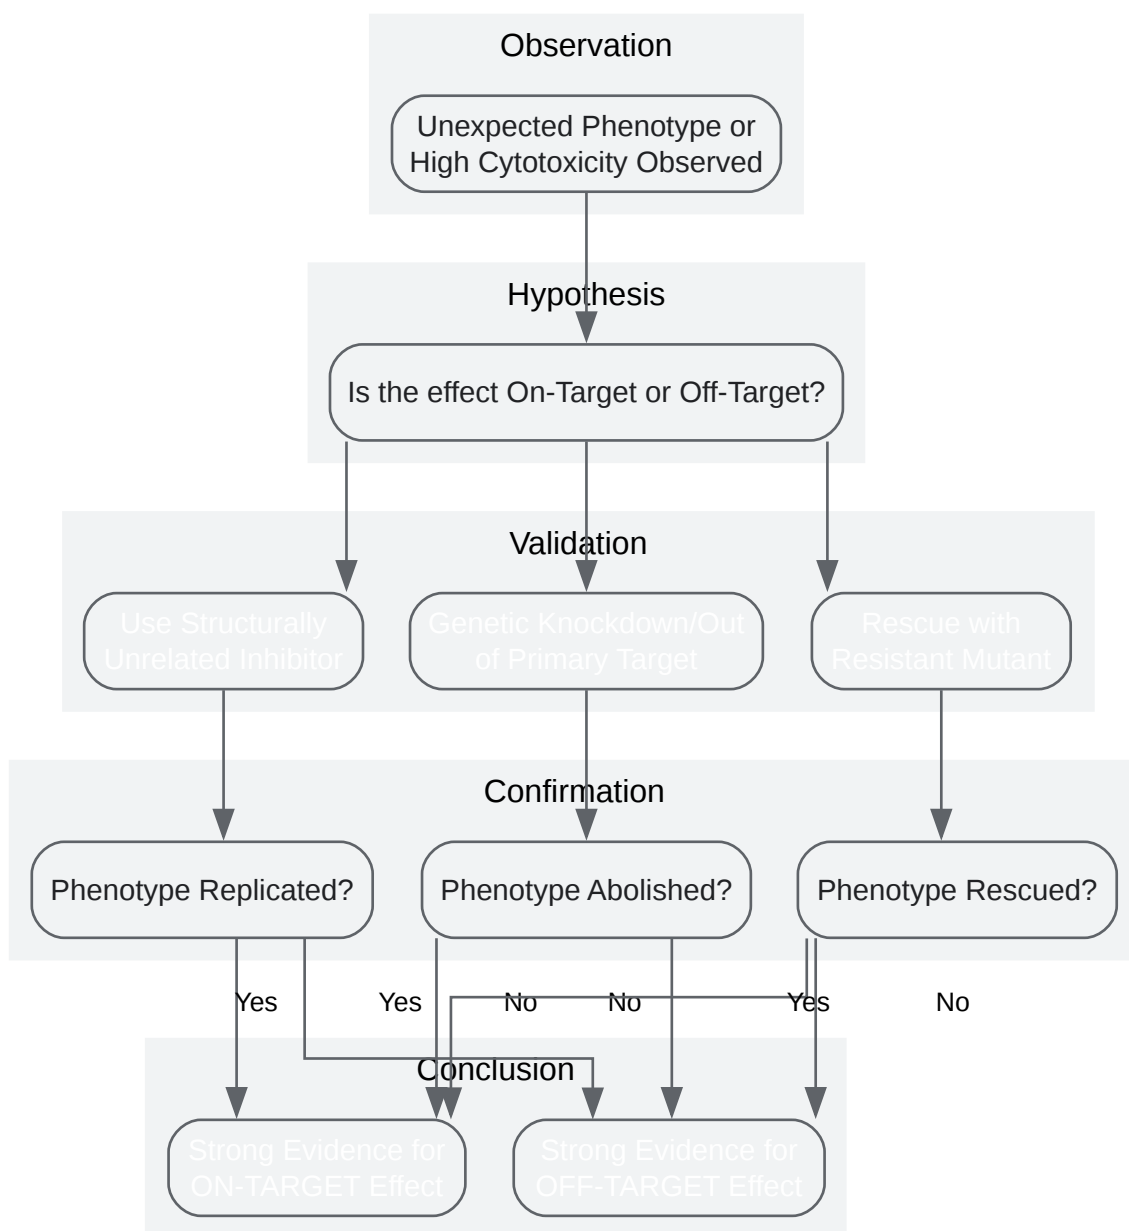 Observation
Unexpected Phenotype or
High Cytotoxicity Observed
Hypothesis
Is the effect On-Target or Off-Target?
Validation
Use Structurally
Unrelated Inhibitor
Genetic Knockdown/Out
of Primary Target
Rescue with
Resistant Mutant
Confirmation
Phenotype Replicated?
Phenotype Abolished?
Phenotype Rescued?
Yes
Yes
No
No
Yes
No
Conclusion
Strong Evidence for
ON-TARGET Effect
Strong Evidence for
OFF-TARGET Effect